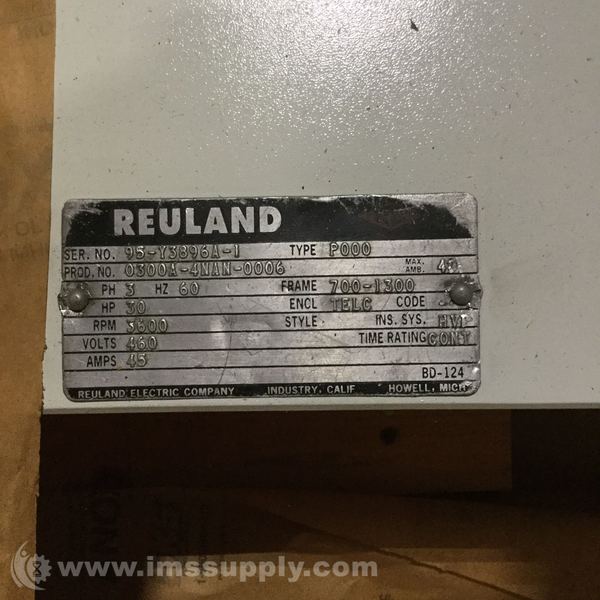 REULAND
SER. NO. 95-Y3896A-1 TYPE P000
PROD. NO. 0300A-4NAN-0006 MAX. AMB. 40
PH 3 HZ 60 FRAME 700-1300
HP 30 ENCL TELC CODE
RPM 3600 STYLE INS. SYS. HVP
VOLTS 460 TIME RATING CONT
AMPS 45
BD-124
REULAND ELECTRIC COMPANY INDUSTRY, CALIF HOWELL, MICH
www.imssupply.com